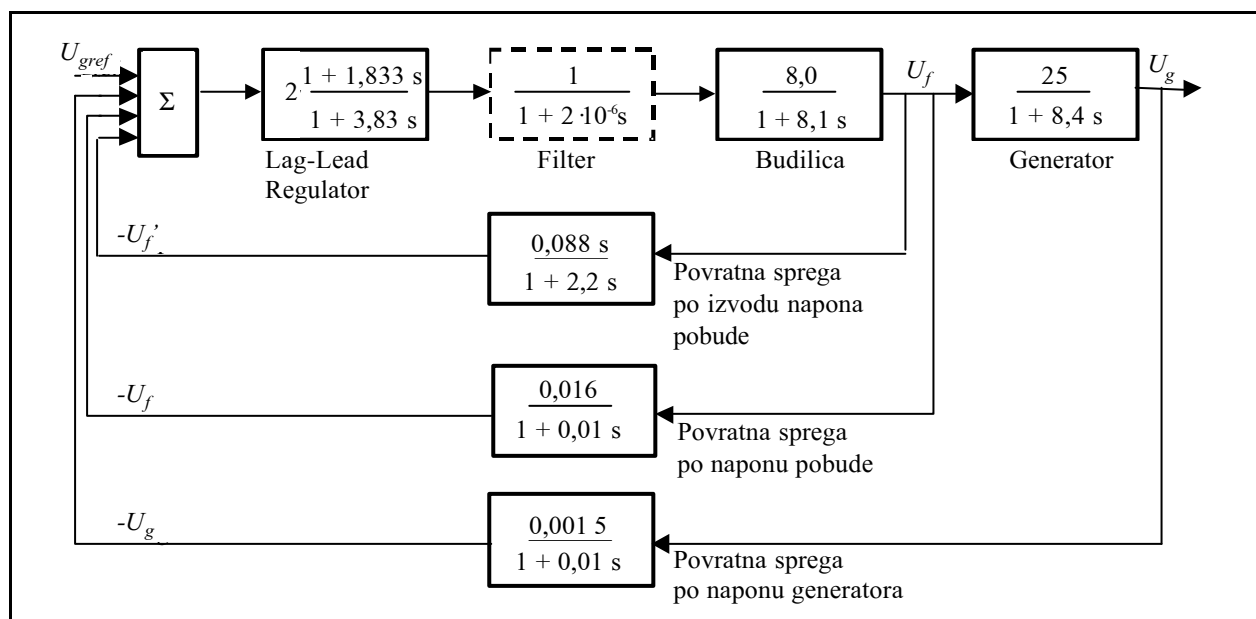 U_gref
Σ
2·
1 + 1,833 s
1 + 3,83 s
Lag-Lead
Regulator
1
1 + 2·10⁻⁶s
Filter
8,0
1 + 8,1 s
Budilica
U_f
25
1 + 8,4 s
Generator
U_g
-U_f’
0,088 s
1 + 2,2 s
Povratna sprega
po izvodu napona
pobude
-U_f
0,016
1 + 0,01 s
Povratna sprega
po naponu pobude
-U_g
0,001 5
1 + 0,01 s
Povratna sprega
po naponu generatora